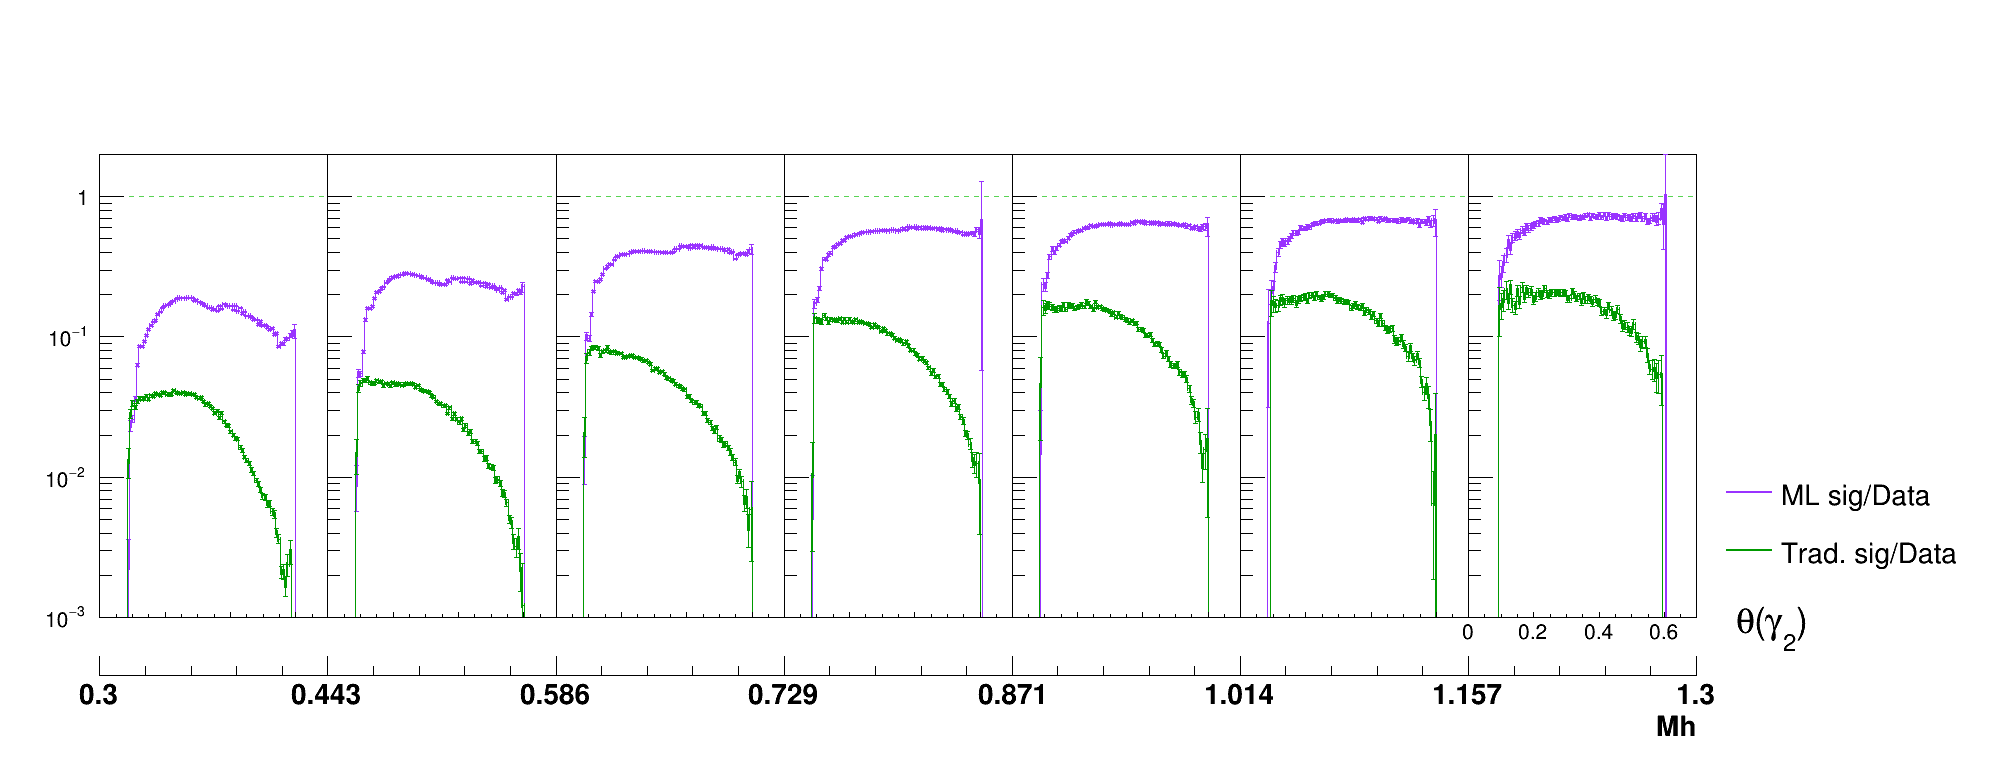 1
10⁻¹
10⁻²
10⁻³
ML sig/Data
Trad. sig/Data
θ(γ₂)
0 0.2 0.4 0.6
0.3 0.443 0.586 0.729 0.871 1.014 1.157 1.3
Mh